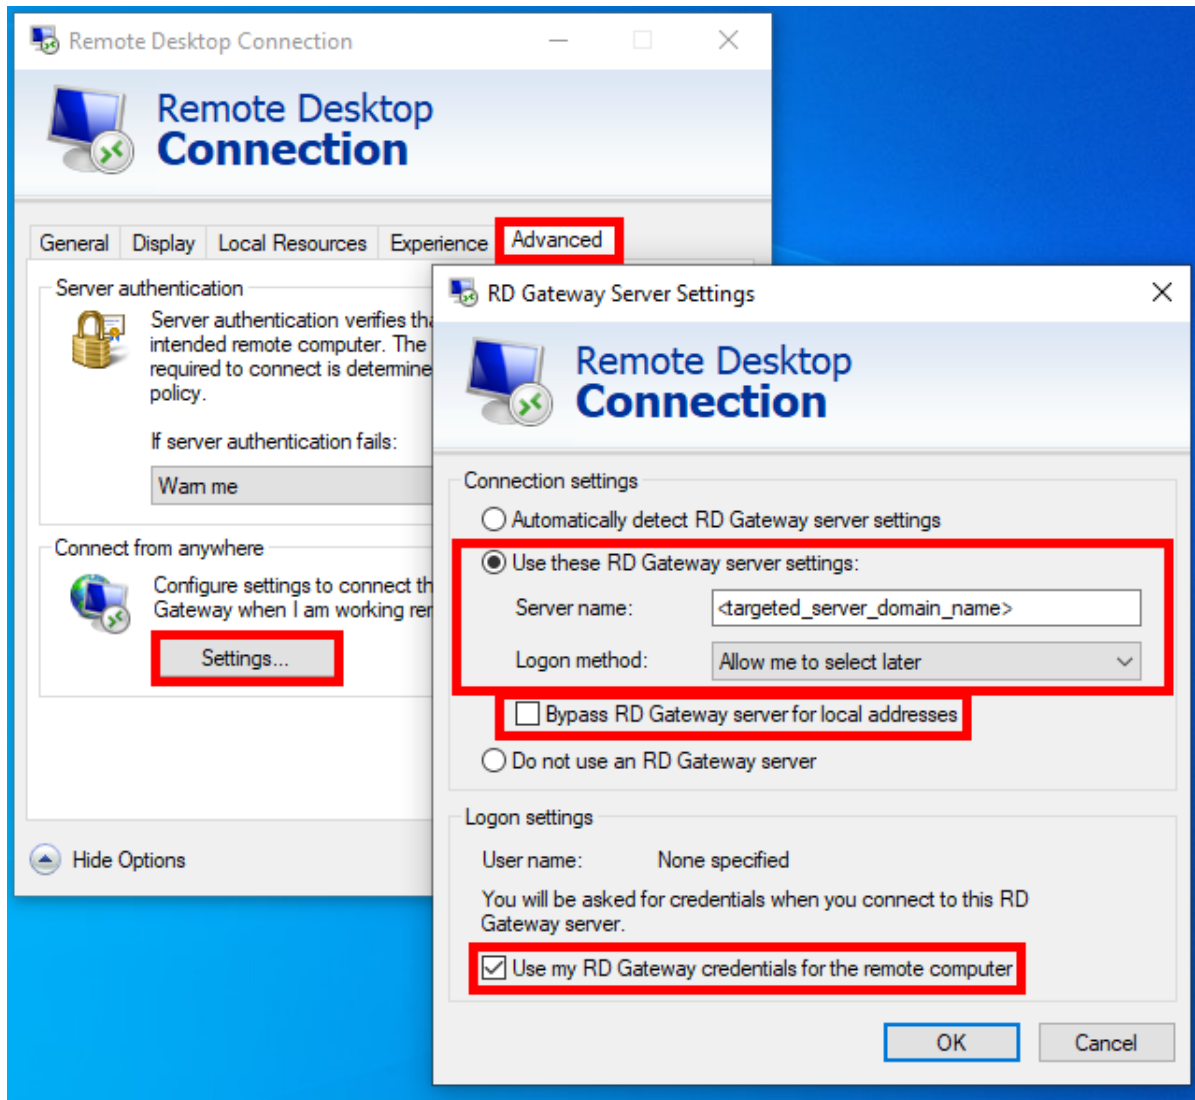 Remote Desktop Connection
Remote Desktop
Connection
General Display Local Resources Experience Advanced
Server authentication
Server authentication verifies
intended remote computer. The
required to connect is
policy.
If server authentication fails:
Warn me
Connect from anywhere
Configure settings to connect
Gateway when I am working
Settings...
Hide Options
RD Gateway Server Settings
Remote Desktop
Connection
Connection settings
Automatically detect RD Gateway server settings
Use these RD Gateway server settings:
Server name: <targeted_server_domain_name>
Logon method: Allow me to select later
Bypass RD Gateway server for local addresses
Do not use an RD Gateway server
Logon settings
User name: None specified
You will be asked for credentials when you connect to this RD
Gateway server.
Use my RD Gateway credentials for the remote computer
OK Cancel